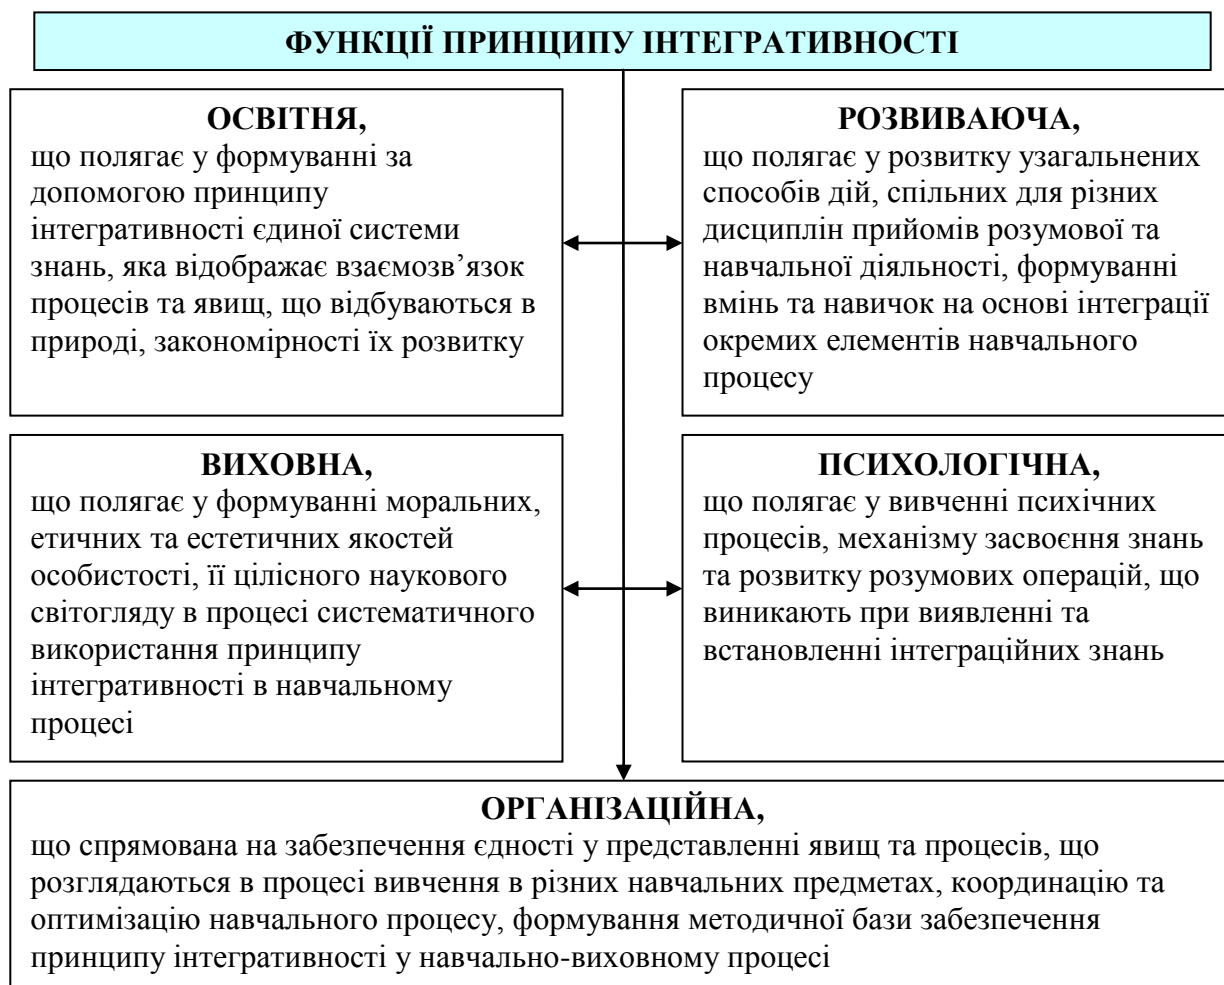 ФУНКЦІЇ ПРИНЦИПУ ІНТЕГРАТИВНОСТІ
ОСВІТНЯ,
що полягає у формуванні за
допомогою принципу
інтегративності єдиної системи
знань, яка відображає взаємозв’язок
процесів та явищ, що відбуваються в
природі, закономірності їх розвитку
РОЗВИВАЮЧА,
що полягає у розвитку узагальнених
способів дій, спільних для різних
дисциплін прийомів розумової та
навчальної діяльності, формуванні
вмінь та навичок на основі інтеграції
окремих елементів навчального
процесу
ВИХОВНА,
що полягає у формуванні моральних,
етичних та естетичних якостей
особистості, її цілісного наукового
світогляду в процесі систематичного
використання принципу
інтегративності в навчальному
процесі
ПСИХОЛОГІЧНА,
що полягає у вивченні психічних
процесів, механізму засвоєння знань
та розвитку розумових операцій, що
виникають при виявленні та
встановленні інтеграційних знань
ОРГАНІЗАЦІЙНА,
що спрямована на забезпечення єдності у представленні явищ та процесів, що
розглядаються в процесі вивчення в різних навчальних предметах, координацію та
оптимізацію навчального процесу, формування методичної бази забезпечення
принципу інтегративності у навчально-виховному процесі